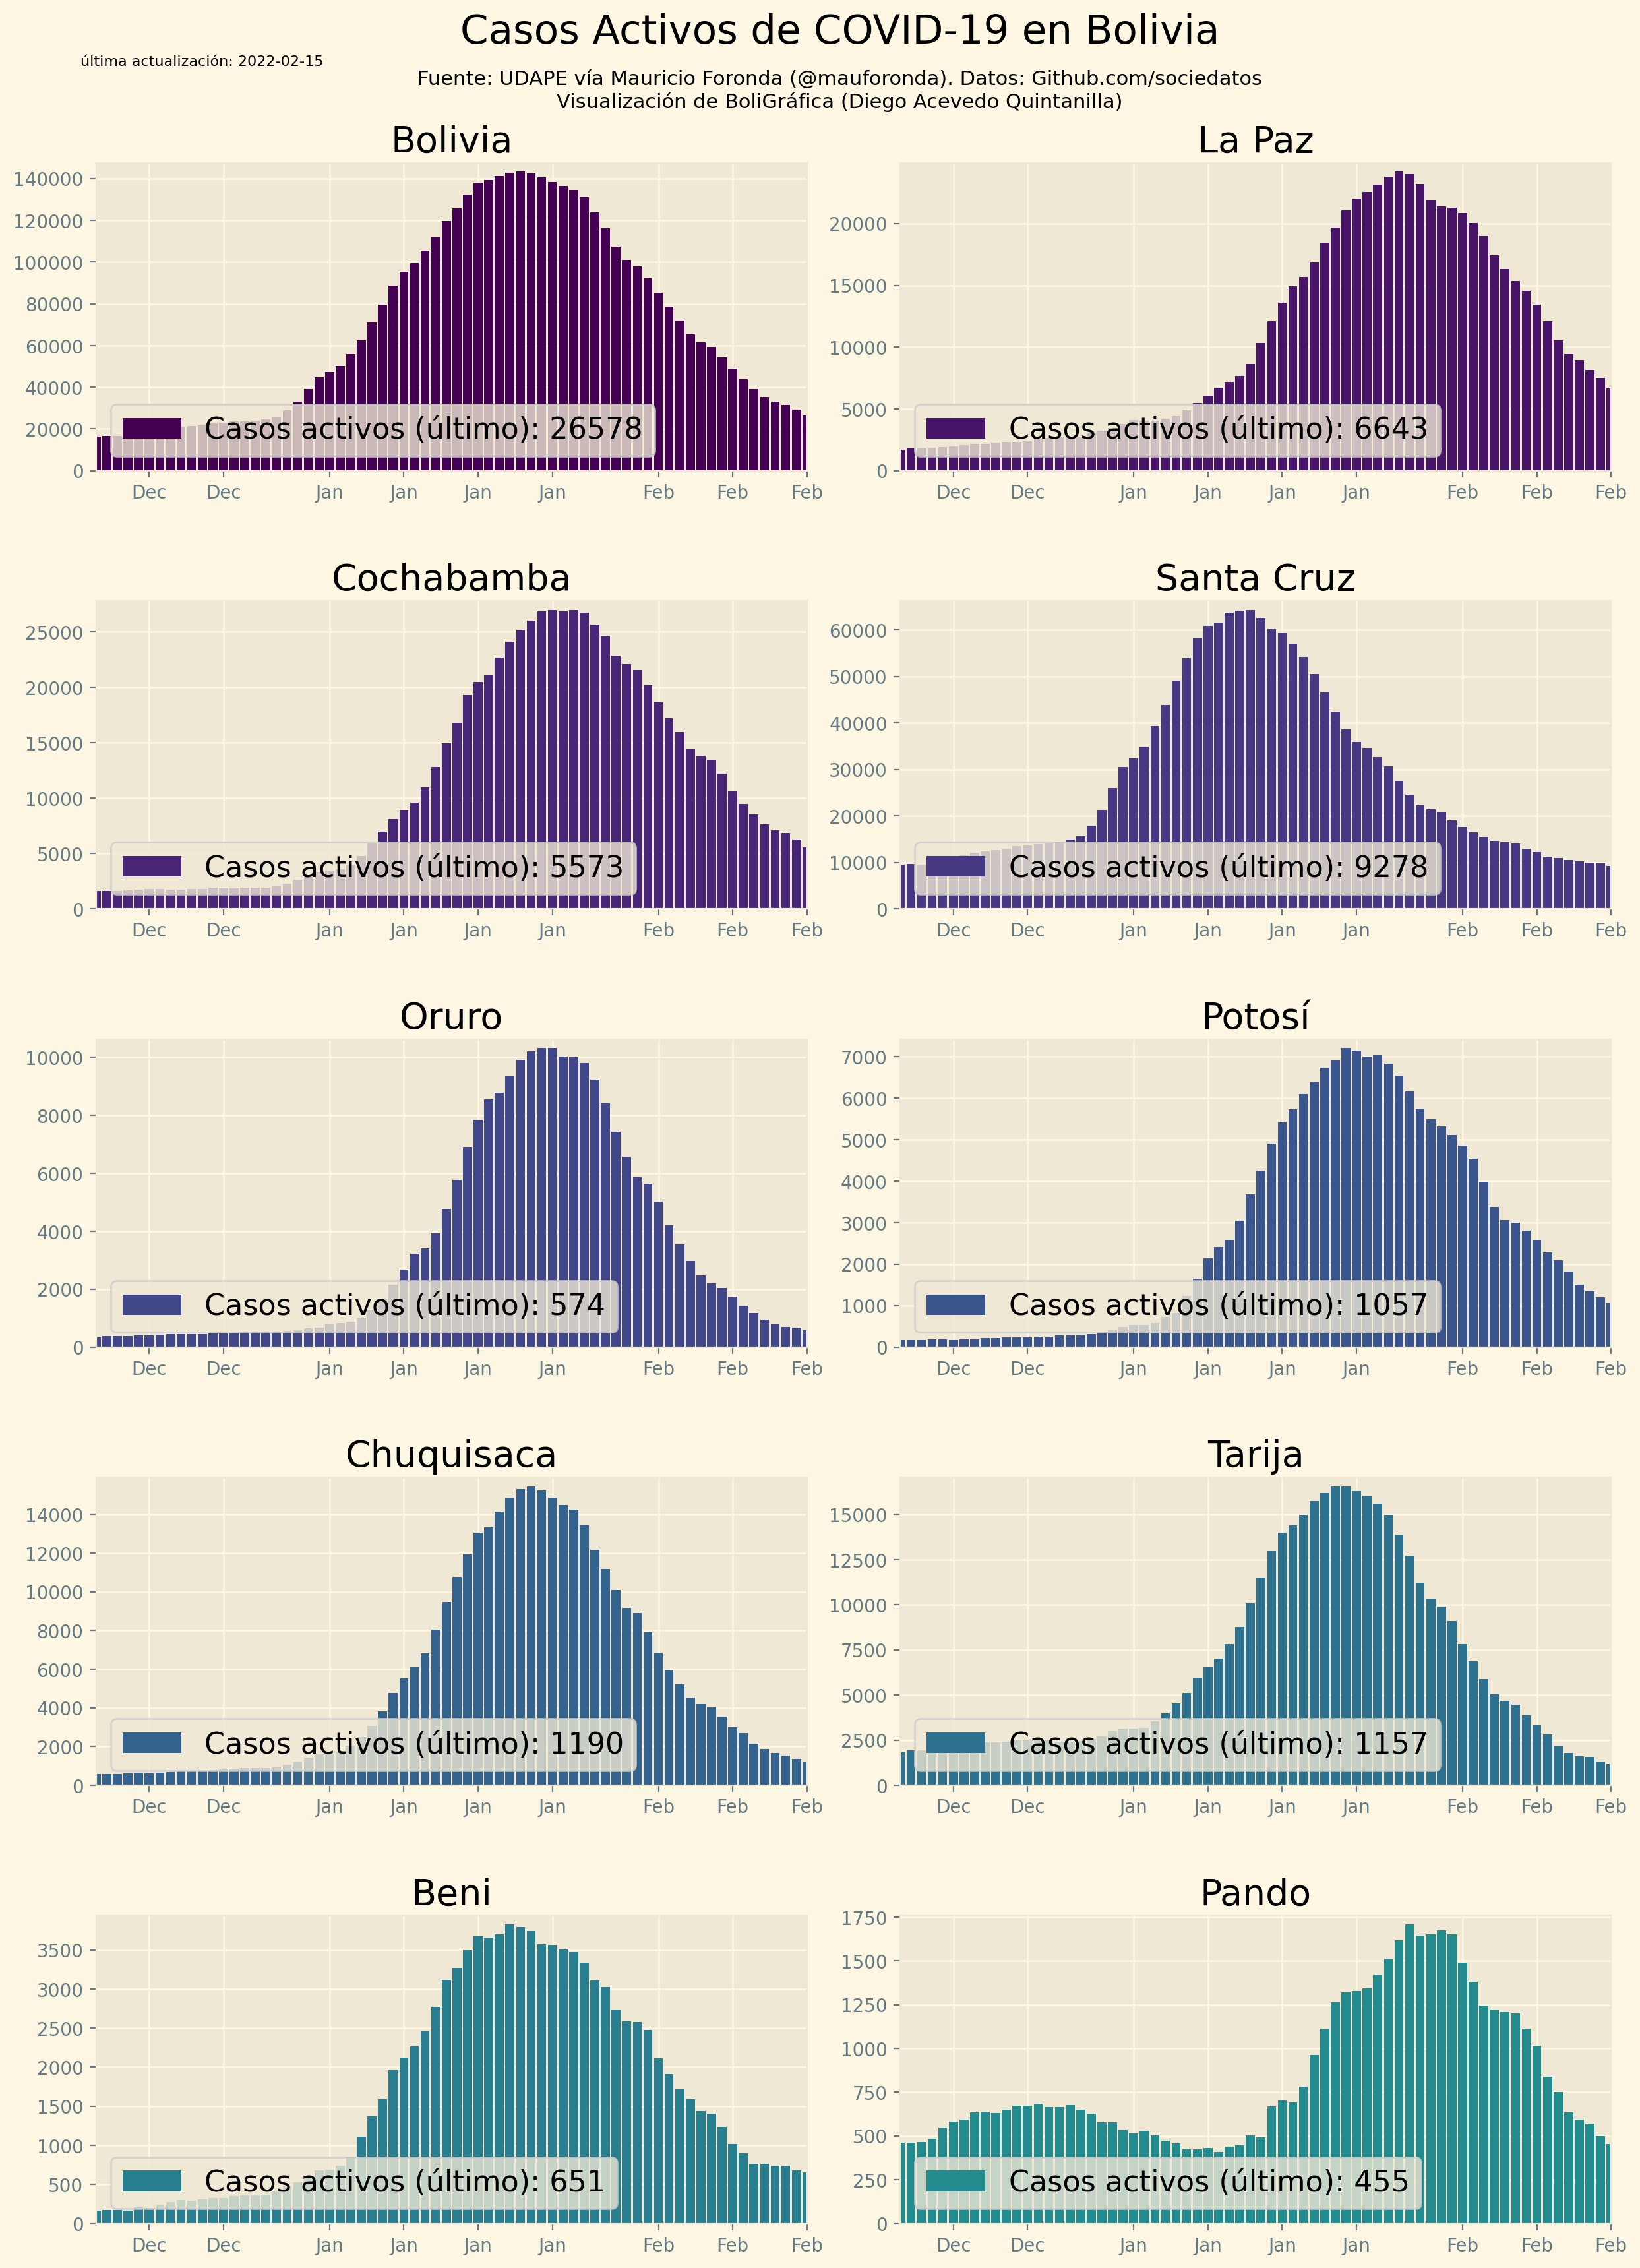 Casos Activos de COVID-19 en Bolivia
última actualización: 2022-02-15
Fuente: UDAPE vía Mauricio Foronda (@mauforonda). Datos: Github.com/sociedatos
Visualización de BoliGráfica (Diego Acevedo Quintanilla)
Bolivia
140000
120000
100000
80000
60000
40000
20000
0
Casos activos (último): 26578
Dec Dec Jan Jan Jan Jan Feb Feb Feb
La Paz
20000
15000
10000
5000
0
Casos activos (último): 6643
Dec Dec Jan Jan Jan Jan Feb Feb Feb
Cochabamba
25000
20000
15000
10000
5000
0
Casos activos (último): 5573
Dec Dec Jan Jan Jan Jan Feb Feb Feb
Santa Cruz
60000
50000
40000
30000
20000
10000
0
Casos activos (último): 9278
Dec Dec Jan Jan Jan Jan Feb Feb Feb
Oruro
10000
8000
6000
4000
2000
0
Casos activos (último): 574
Dec Dec Jan Jan Jan Jan Feb Feb Feb
Potosí
7000
6000
5000
4000
3000
2000
1000
0
Casos activos (último): 1057
Dec Dec Jan Jan Jan Jan Feb Feb Feb
Chuquisaca
14000
12000
10000
8000
6000
4000
2000
0
Casos activos (último): 1190
Dec Dec Jan Jan Jan Jan Feb Feb Feb
Tarija
15000
12500
10000
7500
5000
2500
0
Casos activos (último): 1157
Dec Dec Jan Jan Jan Jan Feb Feb Feb
Beni
3500
3000
2500
2000
1500
1000
500
0
Casos activos (último): 651
Dec Dec Jan Jan Jan Jan Feb Feb Feb
Pando
1750
1500
1250
1000
750
500
250
0
Casos activos (último): 455
Dec Dec Jan Jan Jan Jan Feb Feb Feb